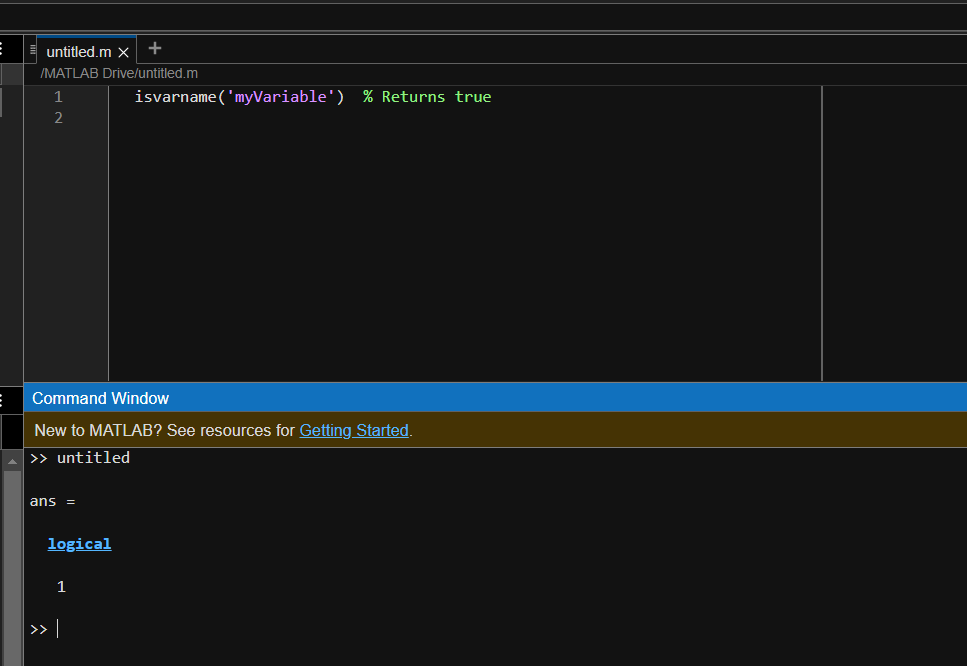 untitled.m
/MATLAB Drive/untitled.m
1 isvarname('myVariable')  % Returns true
2
Command Window
New to MATLAB? See resources for Getting Started.
>> untitled
ans =
logical
1
>>